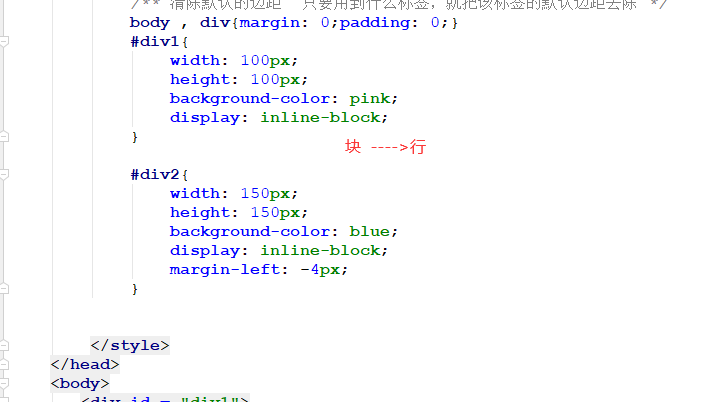 /** 清除默认的边距 只要用到什么标签，就把该标签的默认边距去除 */
body , div{margin: 0;padding: 0;}
#div1{
width: 100px;
height: 100px;
background-color: pink;
display: inline-block;
}
块 ---->行
#div2{
width: 150px;
height: 150px;
background-color: blue;
display: inline-block;
margin-left: -4px;
}
</style>
</head>
<body>
<div id = "div1">